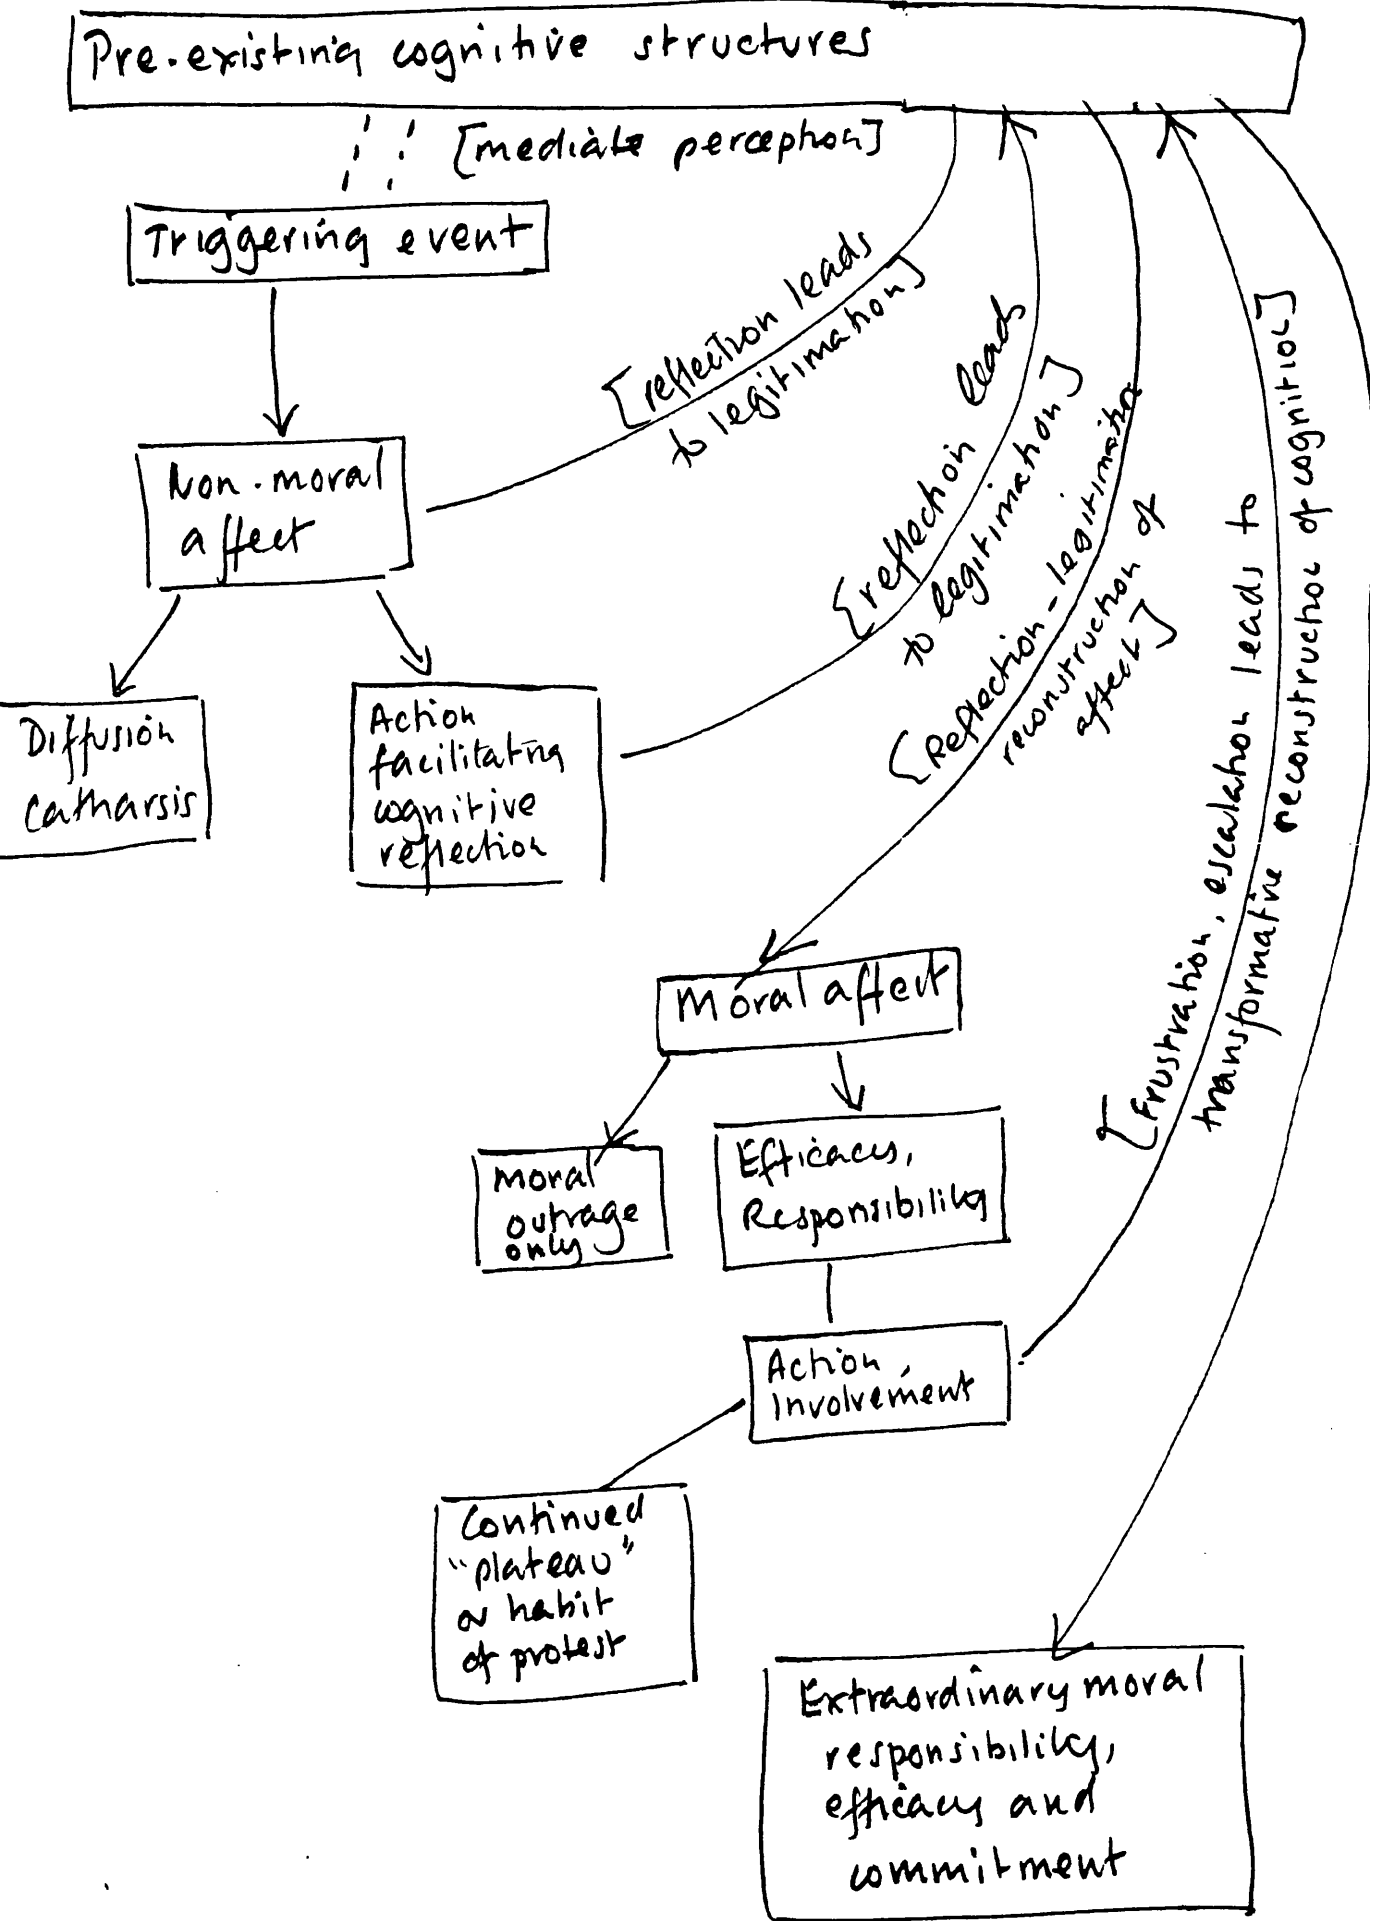 Pre-existing cognitive structures
[mediate perception]
Triggering event
[reflection leads
to legitimation]
Non-moral
affect
[reflection leads
to legitimation]
[Reflection - legitimative
reconstruction of
affect]
[Frustration, escalation leads to
transformative reconstruction of cognition]
Diffusion
Catharsis
Action
facilitating
cognitive
reflection
Moral affect
Moral
outrage
only
Efficacy,
Responsibility
Action,
Involvement
Continued
"plateau"
or habit
of protest
Extraordinary moral
responsibility,
efficacy and
commitment